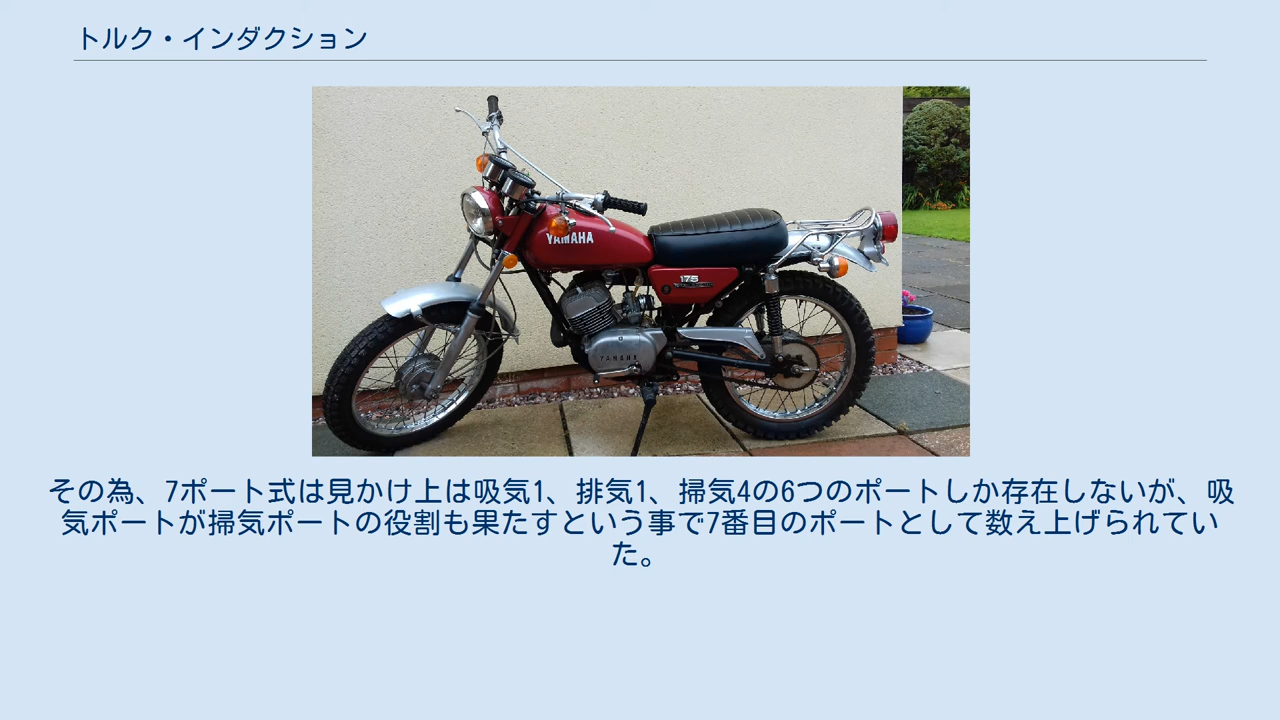 トルク・インダクション
YAMAHA
175
YAMAHA
その為、7ポート式は見かけ上は吸気1、排気1、掃気4の6つのポートしか存在しないが、吸
気ポートが掃気ポートの役割も果たすという事で7番目のポートとして数え上げられてい
た。